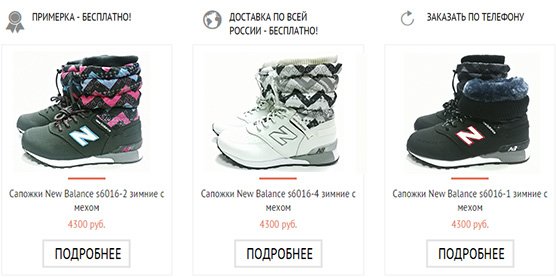 ПРИМЕРКА - БЕСПЛАТНО!
ДОСТАВКА ПО ВСЕЙ
РОССИИ - БЕСПЛАТНО!
ЗАКАЗАТЬ ПО ТЕЛЕФОНУ
Сапожки New Balance s6016-2 зимние с
мехом
4300 руб.
ПОДРОБНЕЕ
Сапожки New Balance s6016-4 зимние с
мехом
4300 руб.
ПОДРОБНЕЕ
Сапожки New Balance s6016-1 зимние с
мехом
4300 руб.
ПОДРОБНЕЕ